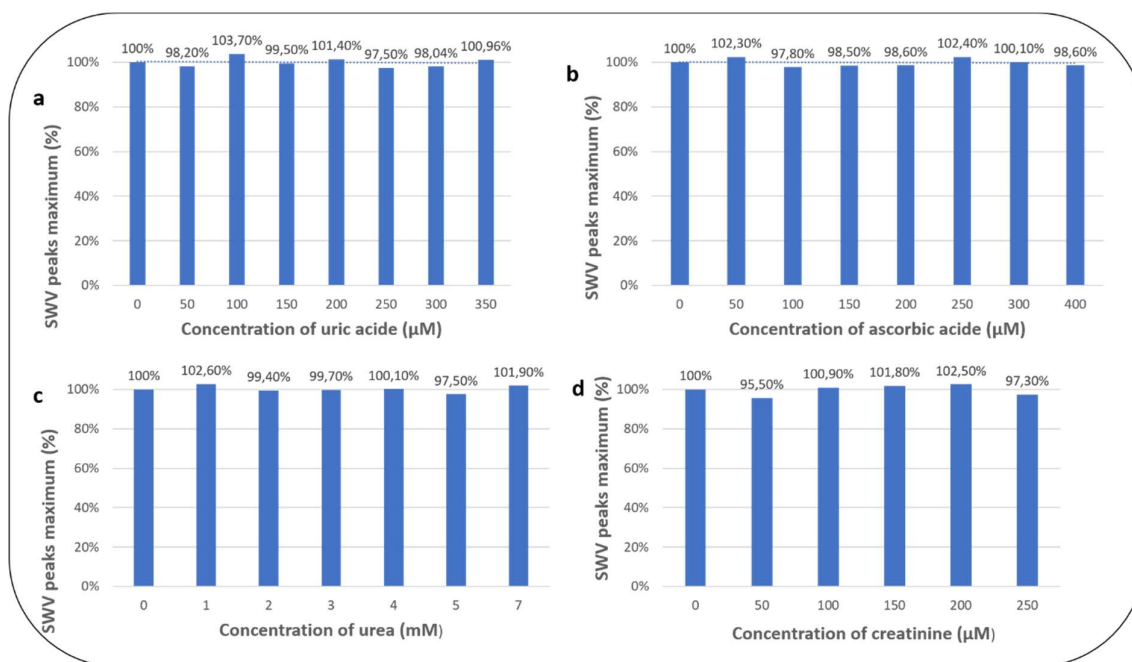 a
SWV peaks maximum (%)
100%
80%
60%
40%
20%
0%
100% 98,20% 103,70% 99,50% 101,40% 97,50% 98,04% 100,96%
0 50 100 150 200 250 300 350
Concentration of uric acide (µM)
b
SWV peaks maximum (%)
100%
80%
60%
40%
20%
0%
100% 102,30% 97,80% 98,50% 98,60% 102,40% 100,10% 98,60%
0 50 100 150 200 250 300 400
Concentration of ascorbic acide (µM)
c
SWV peaks maximum (%)
100%
80%
60%
40%
20%
0%
100% 102,60% 99,40% 99,70% 100,10% 97,50% 101,90%
0 1 2 3 4 5 7
Concentration of urea (mM)
d
SWV peaks maximum (%)
100%
80%
60%
40%
20%
0%
100% 95,50% 100,90% 101,80% 102,50% 97,30%
0 50 100 150 200 250
Concentration of creatinine (µM)